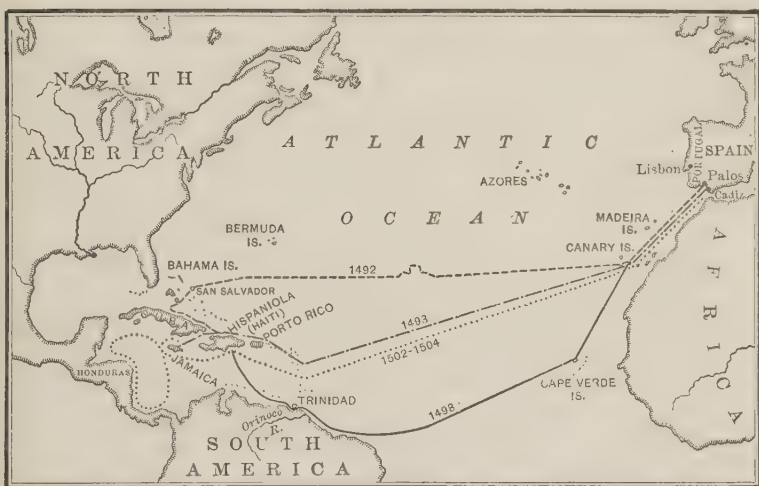 NORTH
AMERICA
ATLANTIC
OCEAN
AZORES
Lisbon
PORTUGAL
SPAIN
Palos
Cadiz
MADEIRA
IS.
CANARY IS.
BERMUDA
IS.
BAHAMA IS.
SAN SALVADOR
1492
CUBA
HISPANIOLA
(HAITI)
PORTO RICO
1493
1502-1504
JAMAICA
HONDURAS
TRINIDAD
1498
CAPE VERDE
IS.
Orinoco
R.
SOUTH
AMERICA
AFRICA